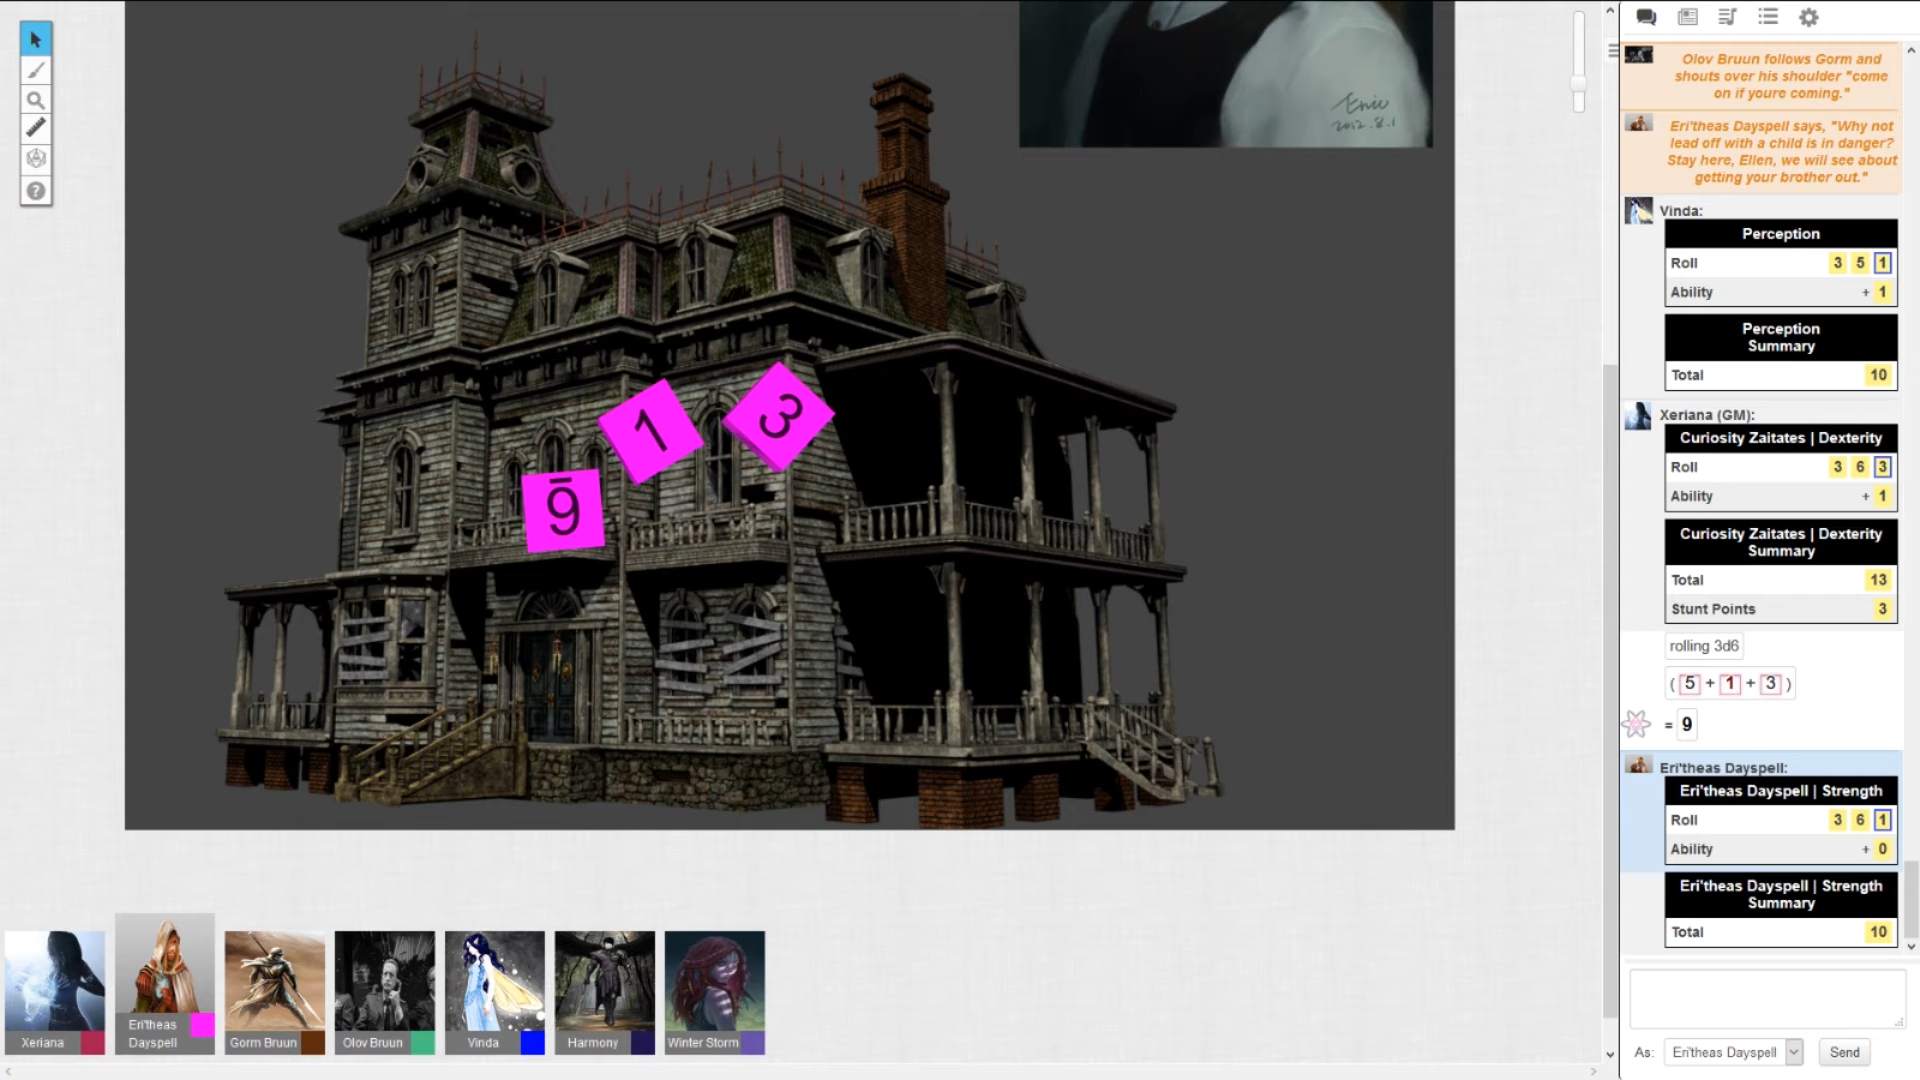 Enic
2012.8.1
1
3
6
Olov Bruun follows Gorm and
shouts over his shoulder "come
on if youre coming."
Eri'theas Dayspell says, "Why not
lead off with a child is in danger?
Stay here, Ellen, we will see about
getting your brother out."
Vinda:
Perception
Roll 3 5 1
Ability + 1
Perception
Summary
Total 10
Xeriana (GM):
Curiosity Zaitates | Dexterity
Roll 3 6 3
Ability + 1
Curiosity Zaitates | Dexterity
Summary
Total 13
Stunt Points 3
rolling 3d6
( 5 + 1 + 3 )
= 9
Eri'theas Dayspell:
Eri'theas Dayspell | Strength
Roll 3 6 1
Ability + 0
Eri'theas Dayspell | Strength
Summary
Total 10
As: Eri'theas Dayspell Send
Xeriana
Eri'theas
Dayspell
Gorm Bruun
Olov Bruun
Vinda
Harmony
Winter Storm